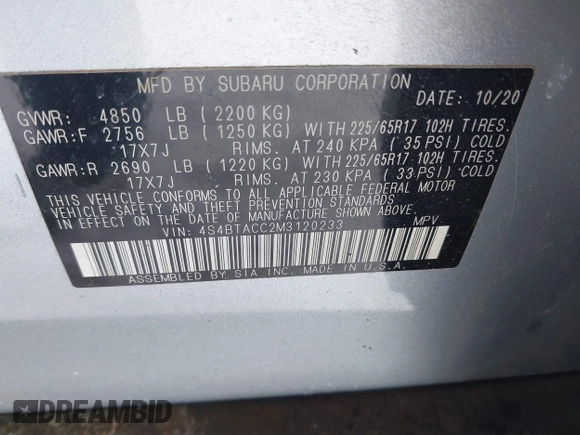 MFD BY SUBARU CORPORATION
DATE: 10/20
GVWR: 4850 LB (2200 KG)
GAWR:F 2756 LB (1250 KG) WITH 225/65R17 102H TIRES.
17X7J RIMS. AT 240 KPA (35 PSI) COLD
GAWR:R 2690 LB (1220 KG) WITH 225/65R17 102H TIRES.
17X7J RIMS. AT 230 KPA (33 PSI) COLD
THIS VEHICLE CONFORMS TO ALL APPLICABLE FEDERAL MOTOR
VEHICLE SAFETY AND THEFT PREVENTION STANDARDS
IN EFFECT ON THE DATE OF MANUFACTURE SHOWN ABOVE.
VIN: 4S4BTACC2M3120233 MPV
ASSEMBLED BY SIA INC. MADE IN U.S.A.
DREAMBID